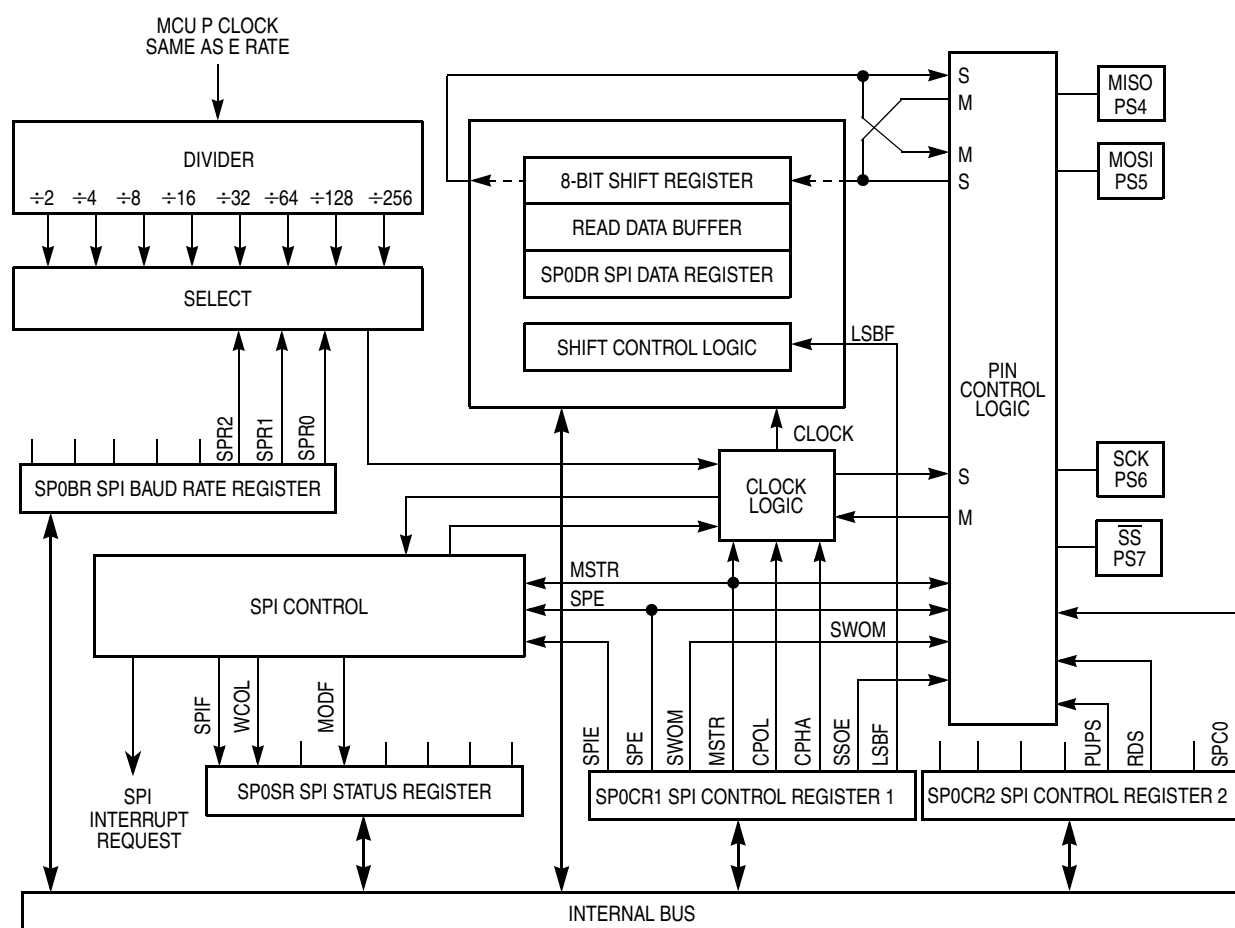 MCU P CLOCK
SAME AS E RATE
DIVIDER
÷2 ÷4 ÷8 ÷16 ÷32 ÷64 ÷128 ÷256
SELECT
SPR2
SPR1
SPR0
SP0BR SPI BAUD RATE REGISTER
8-BIT SHIFT REGISTER
READ DATA BUFFER
SP0DR SPI DATA REGISTER
SHIFT CONTROL LOGIC
LSBF
CLOCK
CLOCK
LOGIC
S
M
M
S
S
M
PIN
CONTROL
LOGIC
MISO
PS4
MOSI
PS5
SCK
PS6
SS
PS7
SPI CONTROL
MSTR
SPE
SWOM
SPIF
WCOL
MODF
SPI
INTERRUPT
REQUEST
SP0SR SPI STATUS REGISTER
SPIE
SPE
SWOM
MSTR
CPOL
CPHA
SSOE
LSBF
SP0CR1 SPI CONTROL REGISTER 1
PUPS
RDS
SPC0
SP0CR2 SPI CONTROL REGISTER 2
INTERNAL BUS